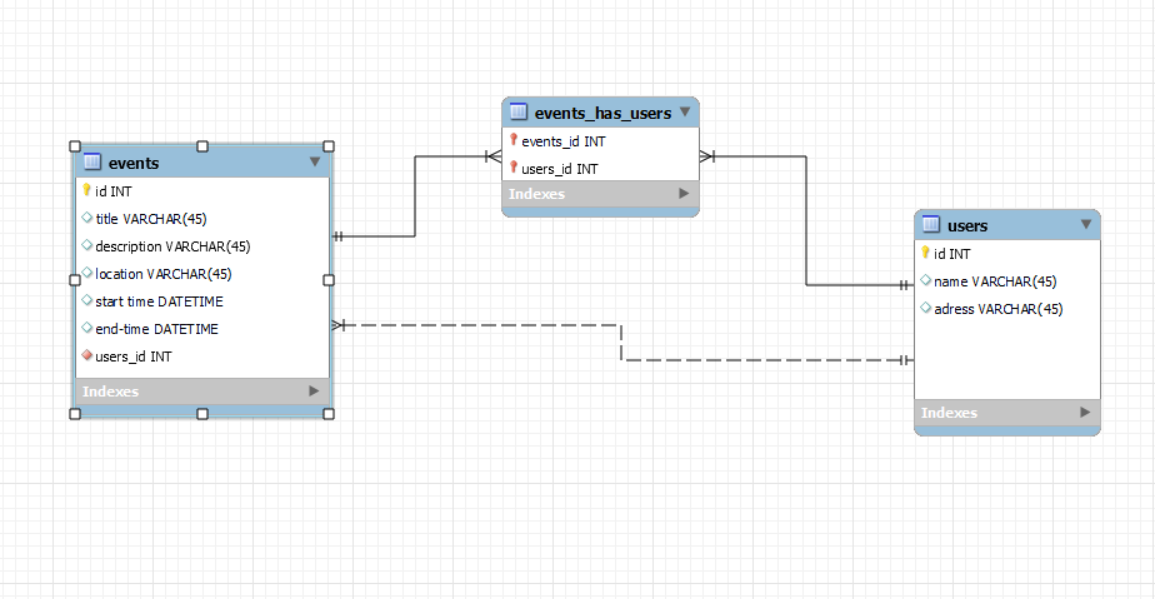 events_has_users
events_id INT
users_id INT
Indexes
events
id INT
title VARCHAR(45)
description VARCHAR(45)
location VARCHAR(45)
start time DATETIME
end-time DATETIME
users_id INT
Indexes
users
id INT
name VARCHAR(45)
adress VARCHAR(45)
Indexes